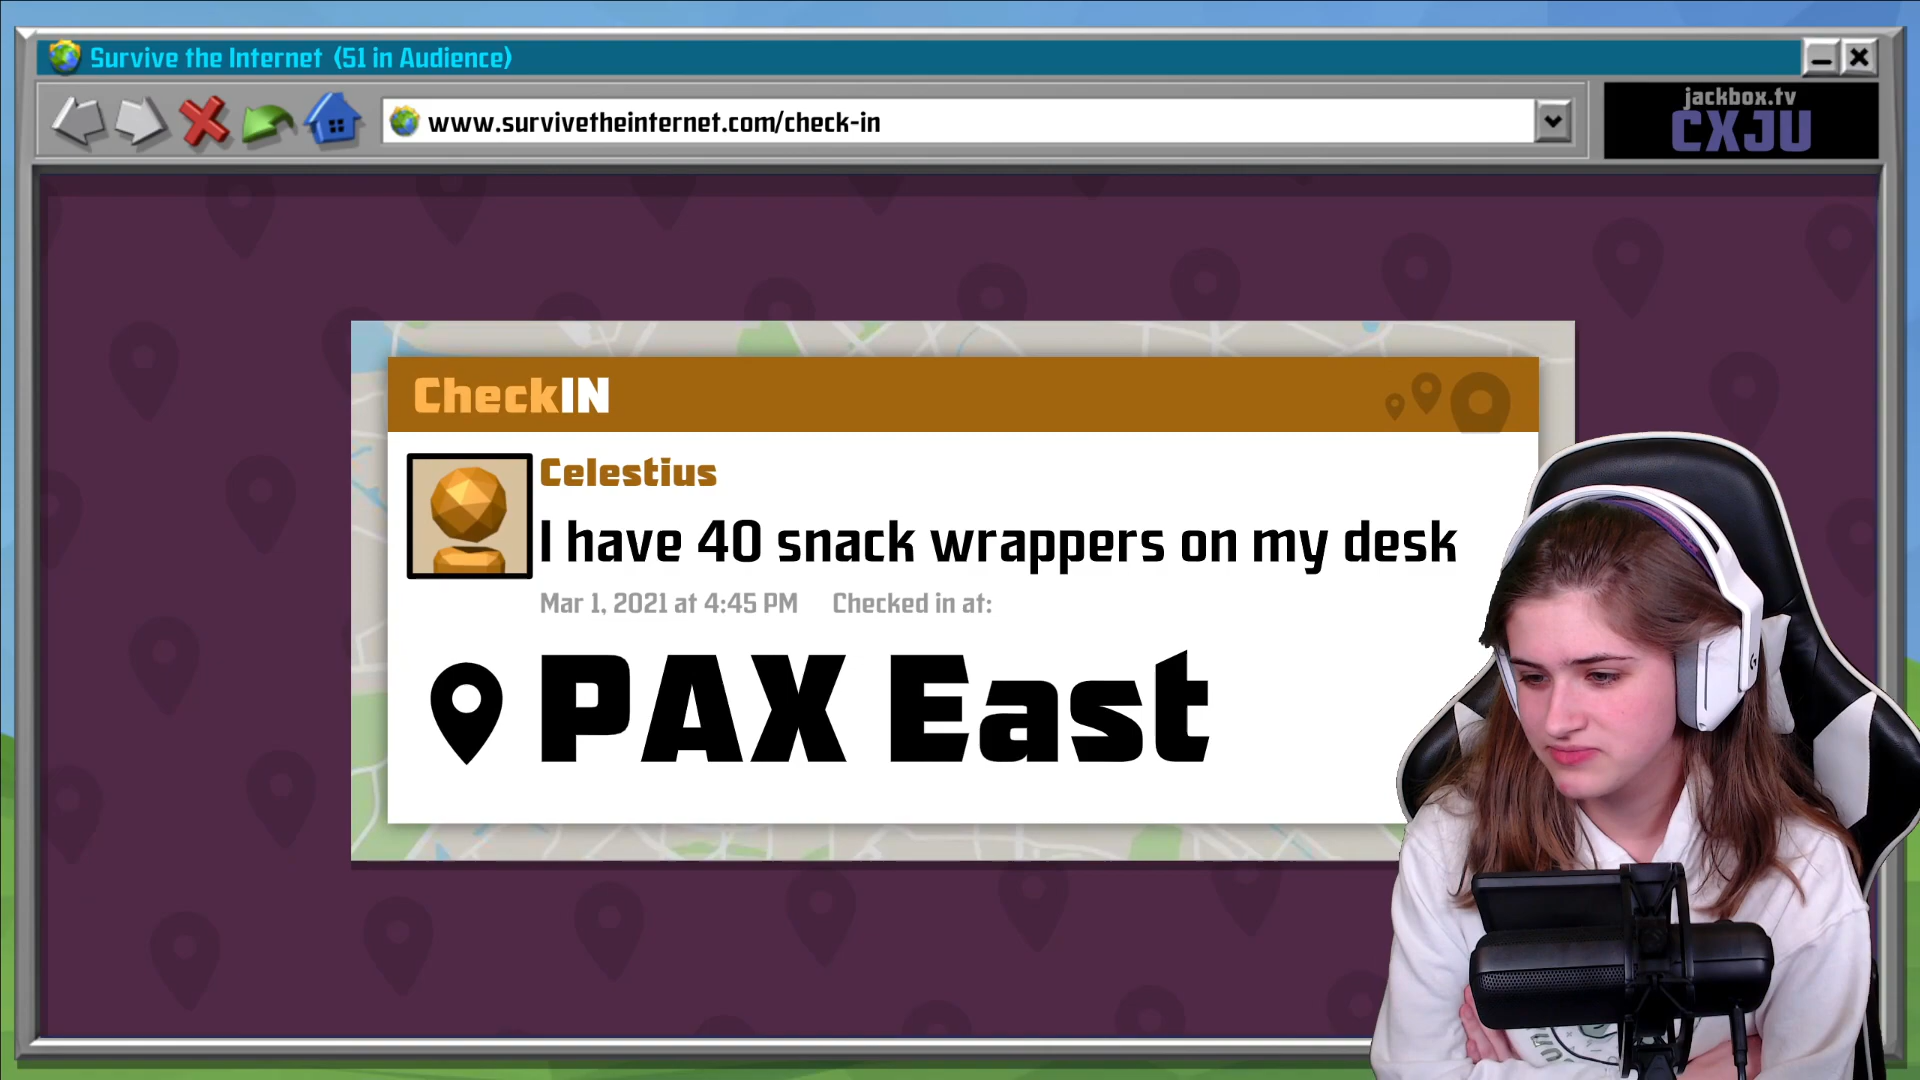 Survive the Internet (51 in Audience)
www.survivetheinternet.com/check-in
jackbox.tv
CXJU
CheckIN
Celestius
I have 40 snack wrappers on my desk
Mar 1, 2021 at 4:45 PM Checked in at:
PAX East